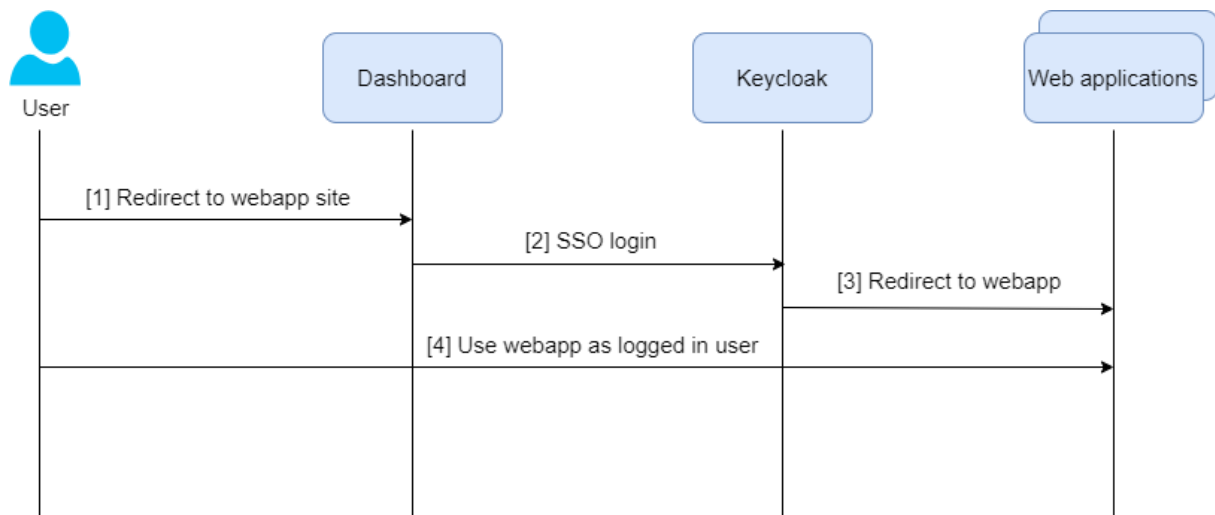 User
Dashboard
Keycloak
Web applications
[1] Redirect to webapp site
[2] SSO login
[3] Redirect to webapp
[4] Use webapp as logged in user